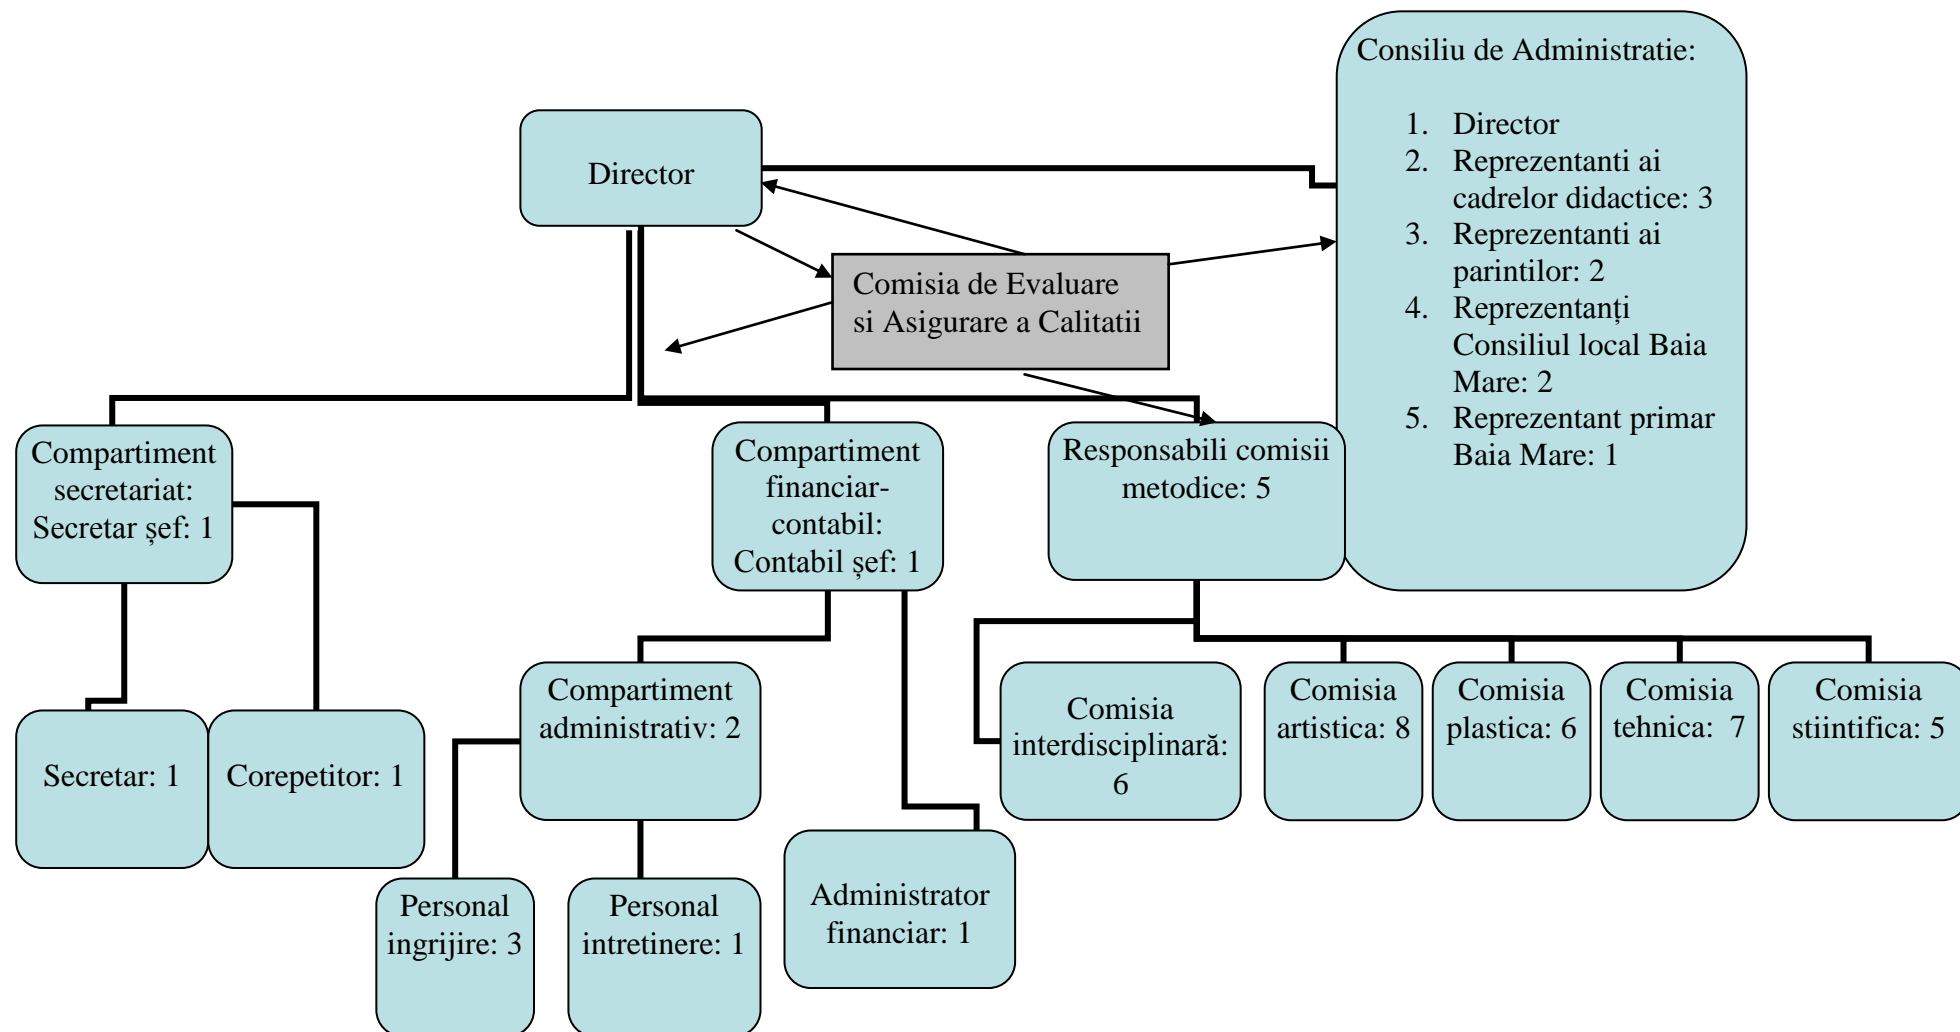 Consiliu de Administratie:
1. Director
2. Reprezentanti ai
cadrelor didactice: 3
3. Reprezentanti ai
parintilor: 2
4. Reprezentanți
Consiliul local Baia
Mare: 2
5. Reprezentant primar
Baia Mare: 1
Director
Comisia de Evaluare
si Asigurare a Calitatii
Compartiment
secretariat:
Secretar șef: 1
Compartiment
financiar-
contabil:
Contabil șef: 1
Responsabili comisii
metodice: 5
Secretar: 1
Corepetitor: 1
Compartiment
administrativ: 2
Comisia
interdisciplinară:
6
Comisia
artistica: 8
Comisia
plastica: 6
Comisia
tehnica:  7
Comisia
stiintifica: 5
Personal
ingrijire: 3
Personal
intretinere: 1
Administrator
financiar: 1